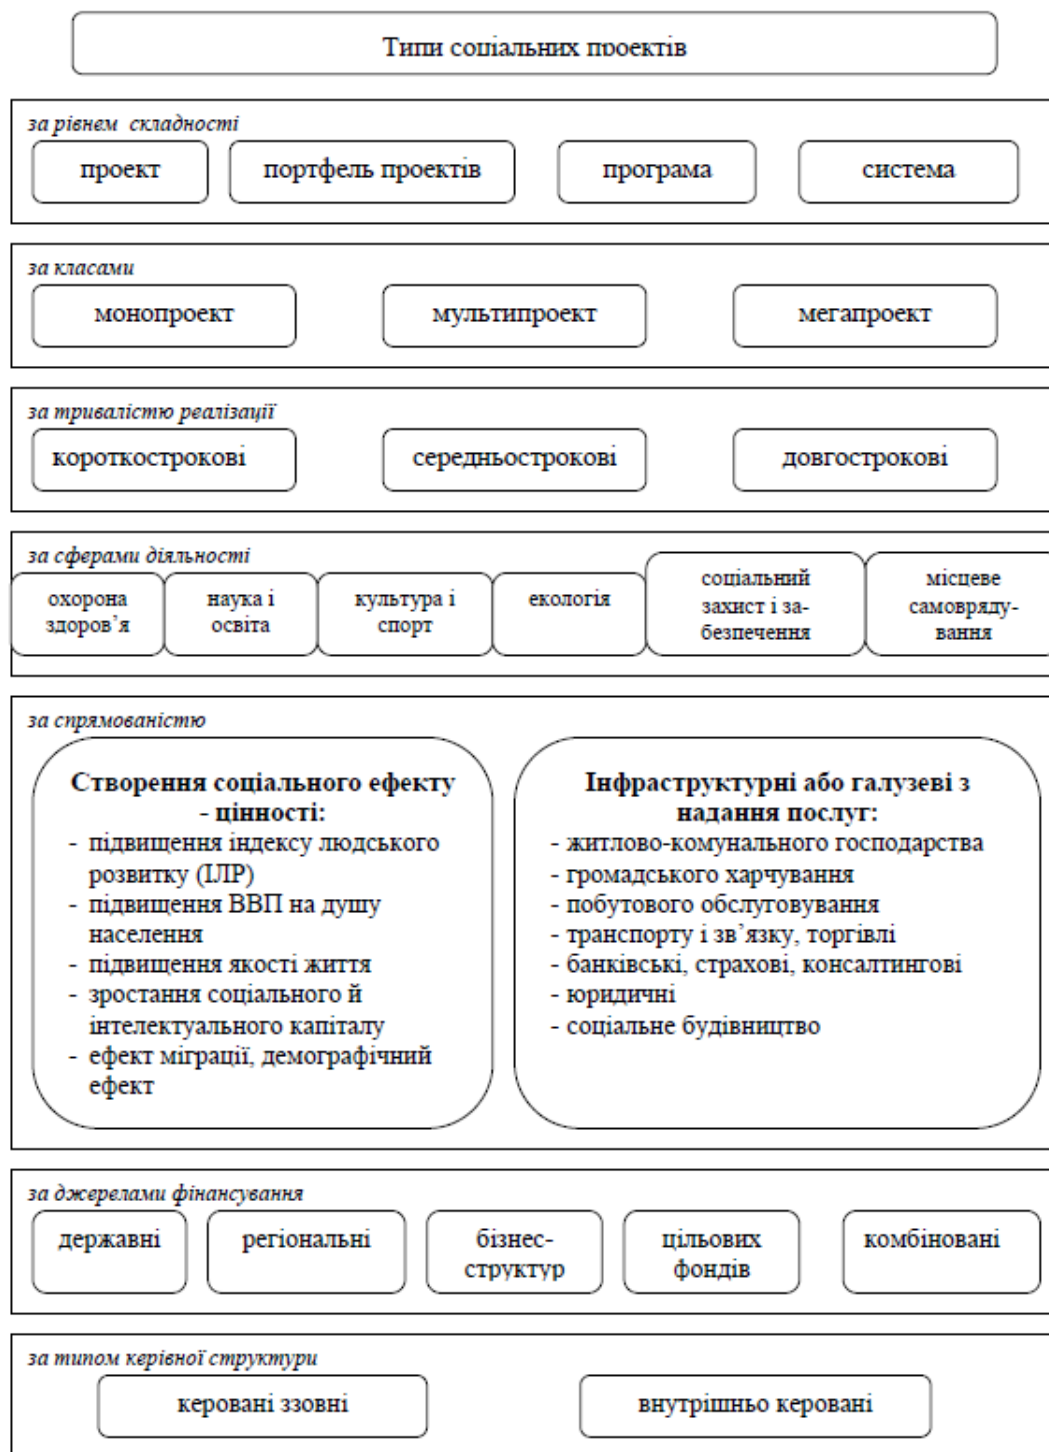 Типи соціальних проектів
за рівнем складності
проект
портфель проектів
програма
система
за класами
монопроект
мультипроект
мегапроект
за тривалістю реалізації
короткострокові
середньострокові
довгострокові
за сферами діяльності
охорона
здоров’я
наука і
освіта
культура і
спорт
екологія
соціальний
захист і за-
безпечення
місцеве
самовряду-
вання
за спрямованістю
Створення соціального ефекту
- цінності:
- підвищення індексу людського
розвитку (ІЛР)
- підвищення ВВП на душу
населення
- підвищення якості життя
- зростання соціального й
інтелектуального капіталу
- ефект міграції, демографічний
ефект
Інфраструктурні або галузеві з
надання послуг:
- житлово-комунального господарства
- громадського харчування
- побутового обслуговування
- транспорту і зв’язку, торгівлі
- банківські, страхові, консалтингові
- юридичні
- соціальне будівництво
за джерелами фінансування
державні
регіональні
бізнес-
структур
цільових
фондів
комбіновані
за типом керівної структури
керовані ззовні
внутрішньо керовані